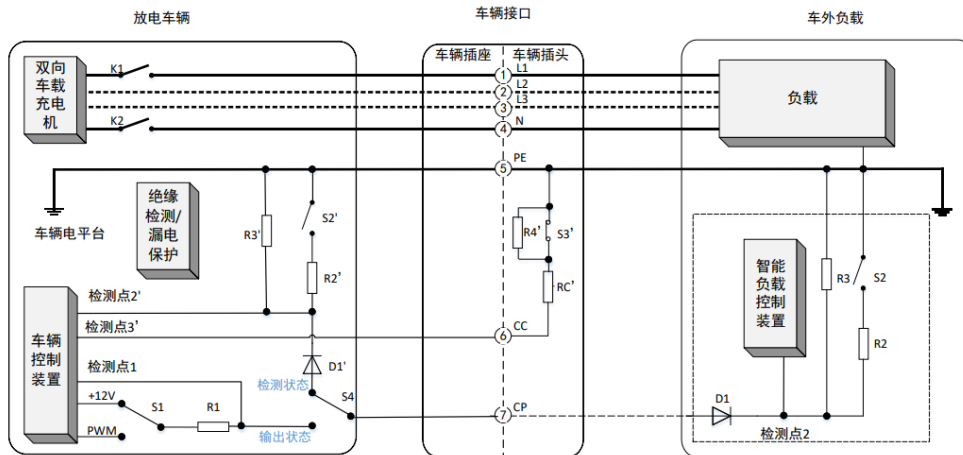 放电车辆
车辆接口
车外负载
车辆插座
车辆插头
双向
车载
充电
机
K1
K2
1
L1
2
L2
3
L3
4
N
负载
5
PE
车辆电平台
绝缘
检测/
漏电
保护
R3'
S2'
R2'
R4'
S3'
RC'
智能
负载
控制
装置
R3
S2
R2
检测点2'
检测点3'
6
CC
车辆
控制
装置
检测点1
D1'
检测状态
+12V
S1
R1
S4
PWM
输出状态
7
CP
D1
检测点2